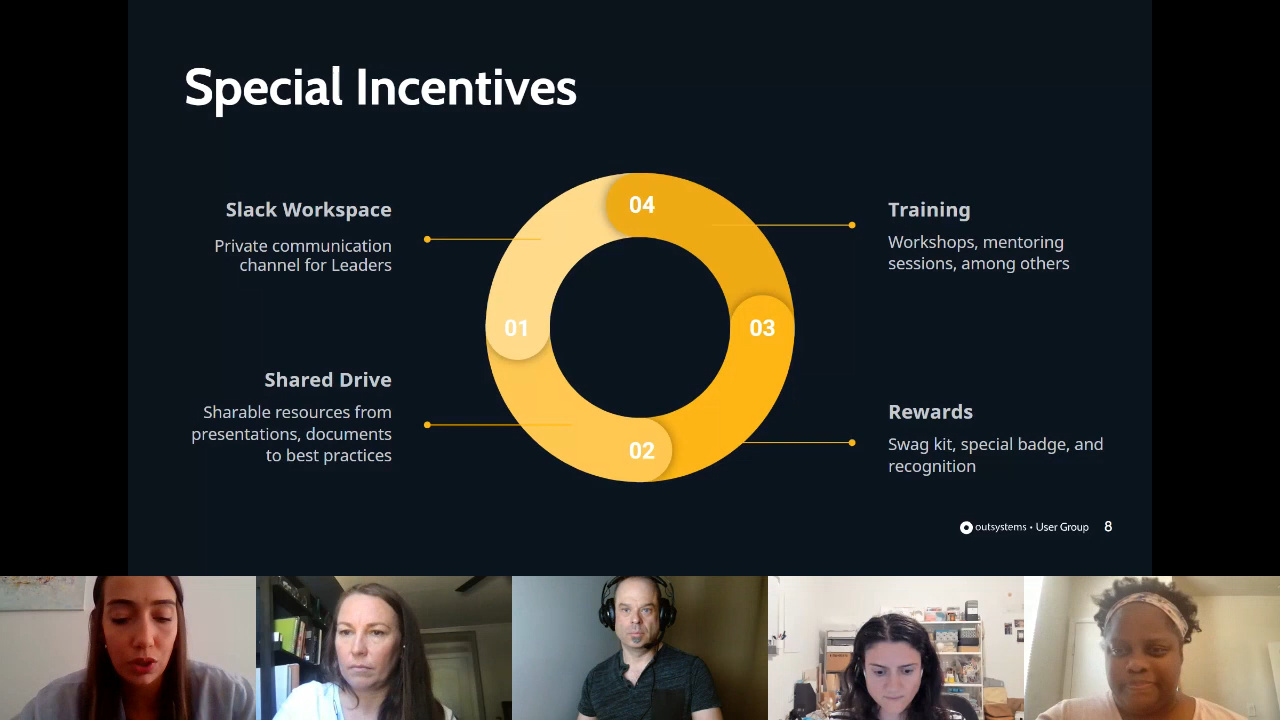 Special Incentives
Slack Workspace
Private communication
channel for Leaders
Shared Drive
Sharable resources from
presentations, documents
to best practices
04
01
03
02
Training
Workshops, mentoring
sessions, among others
Rewards
Swag kit, special badge, and
recognition
outsystems • User Group 8